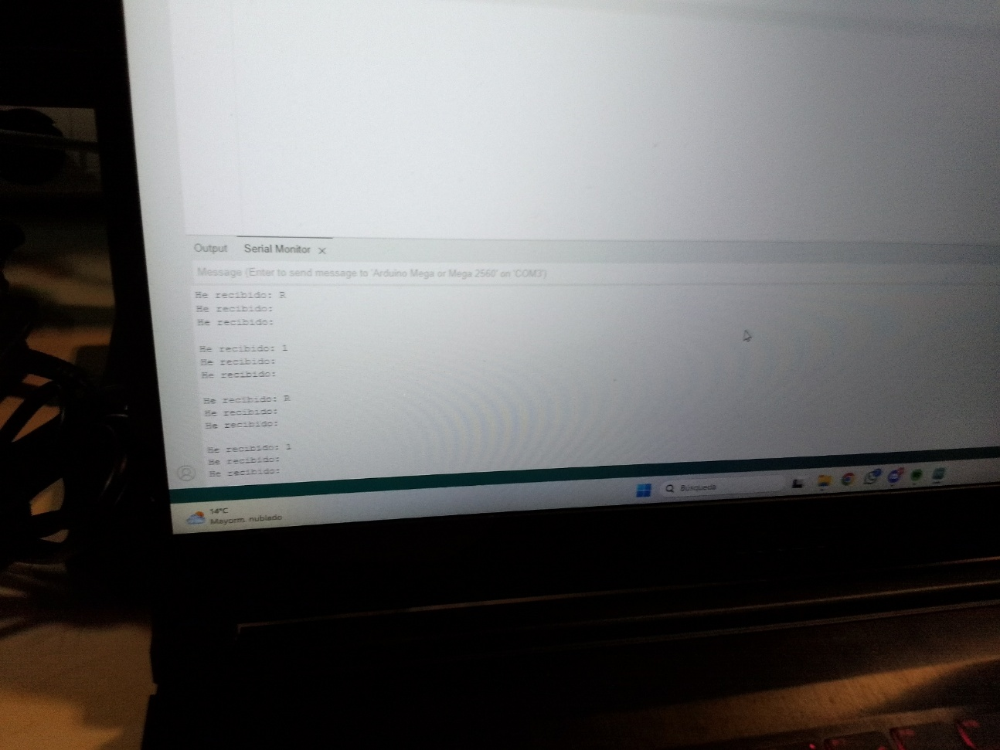 Output Serial Monitor
Message (Enter to send message to 'Arduino Mega or Mega 2560' on 'COM3')
He recibido: R
He recibido:
He recibido:
He recibido: 1
He recibido:
He recibido:
He recibido: R
He recibido:
He recibido:
He recibido: 1
He recibido:
He recibido:
14°C
Mayorm. nublado
Búsqueda